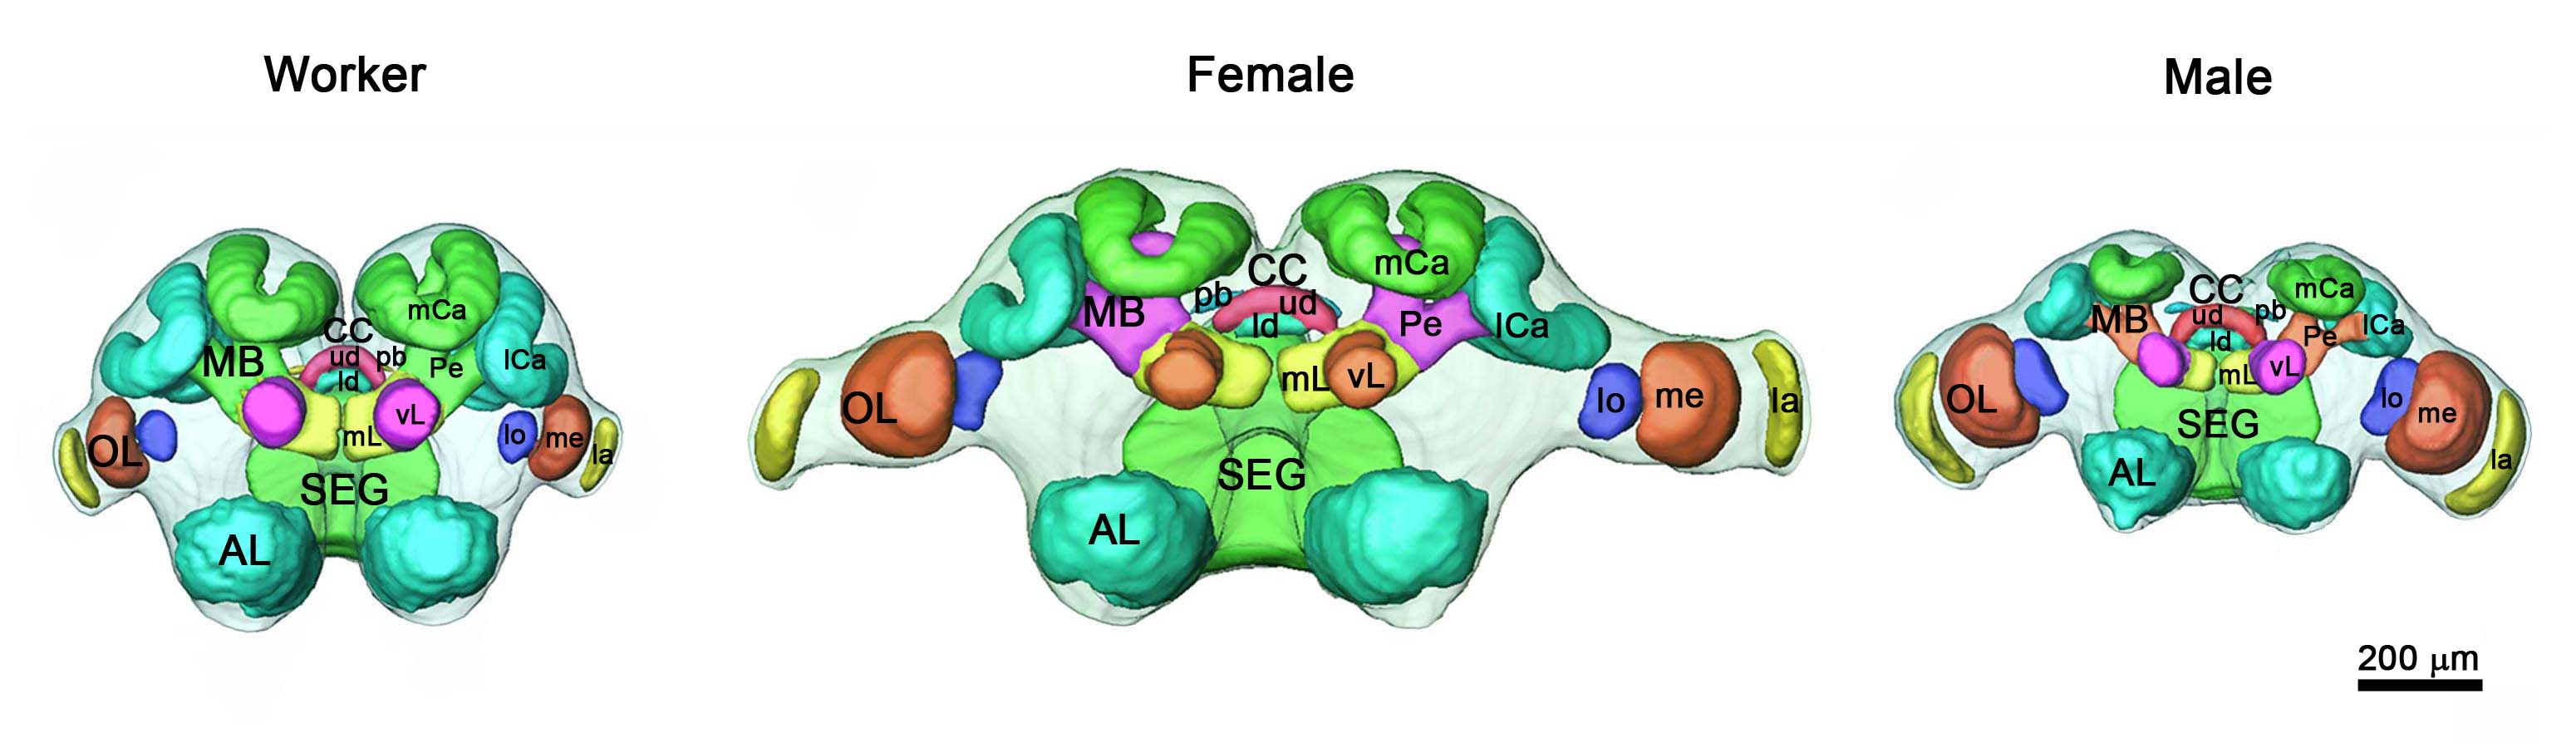 Worker
Female
Male
mCa
CC
ud
pb
ld
MB
Pe
lCa
vL
mL
OL
lo
me
la
SEG
AL
mCa
CC
pb
ud
ld
MB
Pe
lCa
mL
vL
OL
lo
me
la
SEG
AL
mCa
CC
pb
ud
ld
MB
Pe
lCa
vL
mL
OL
lo
me
la
SEG
AL
200 μm